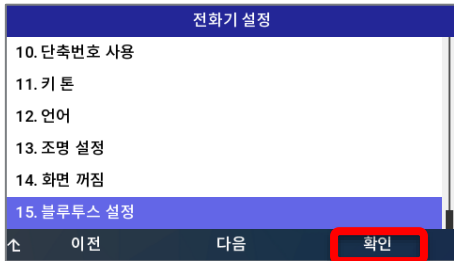 전화기 설정
10. 단축번호 사용
11. 키 톤
12. 언어
13. 조명 설정
14. 화면 꺼짐
15. 블루투스 설정
이전 다음 확인